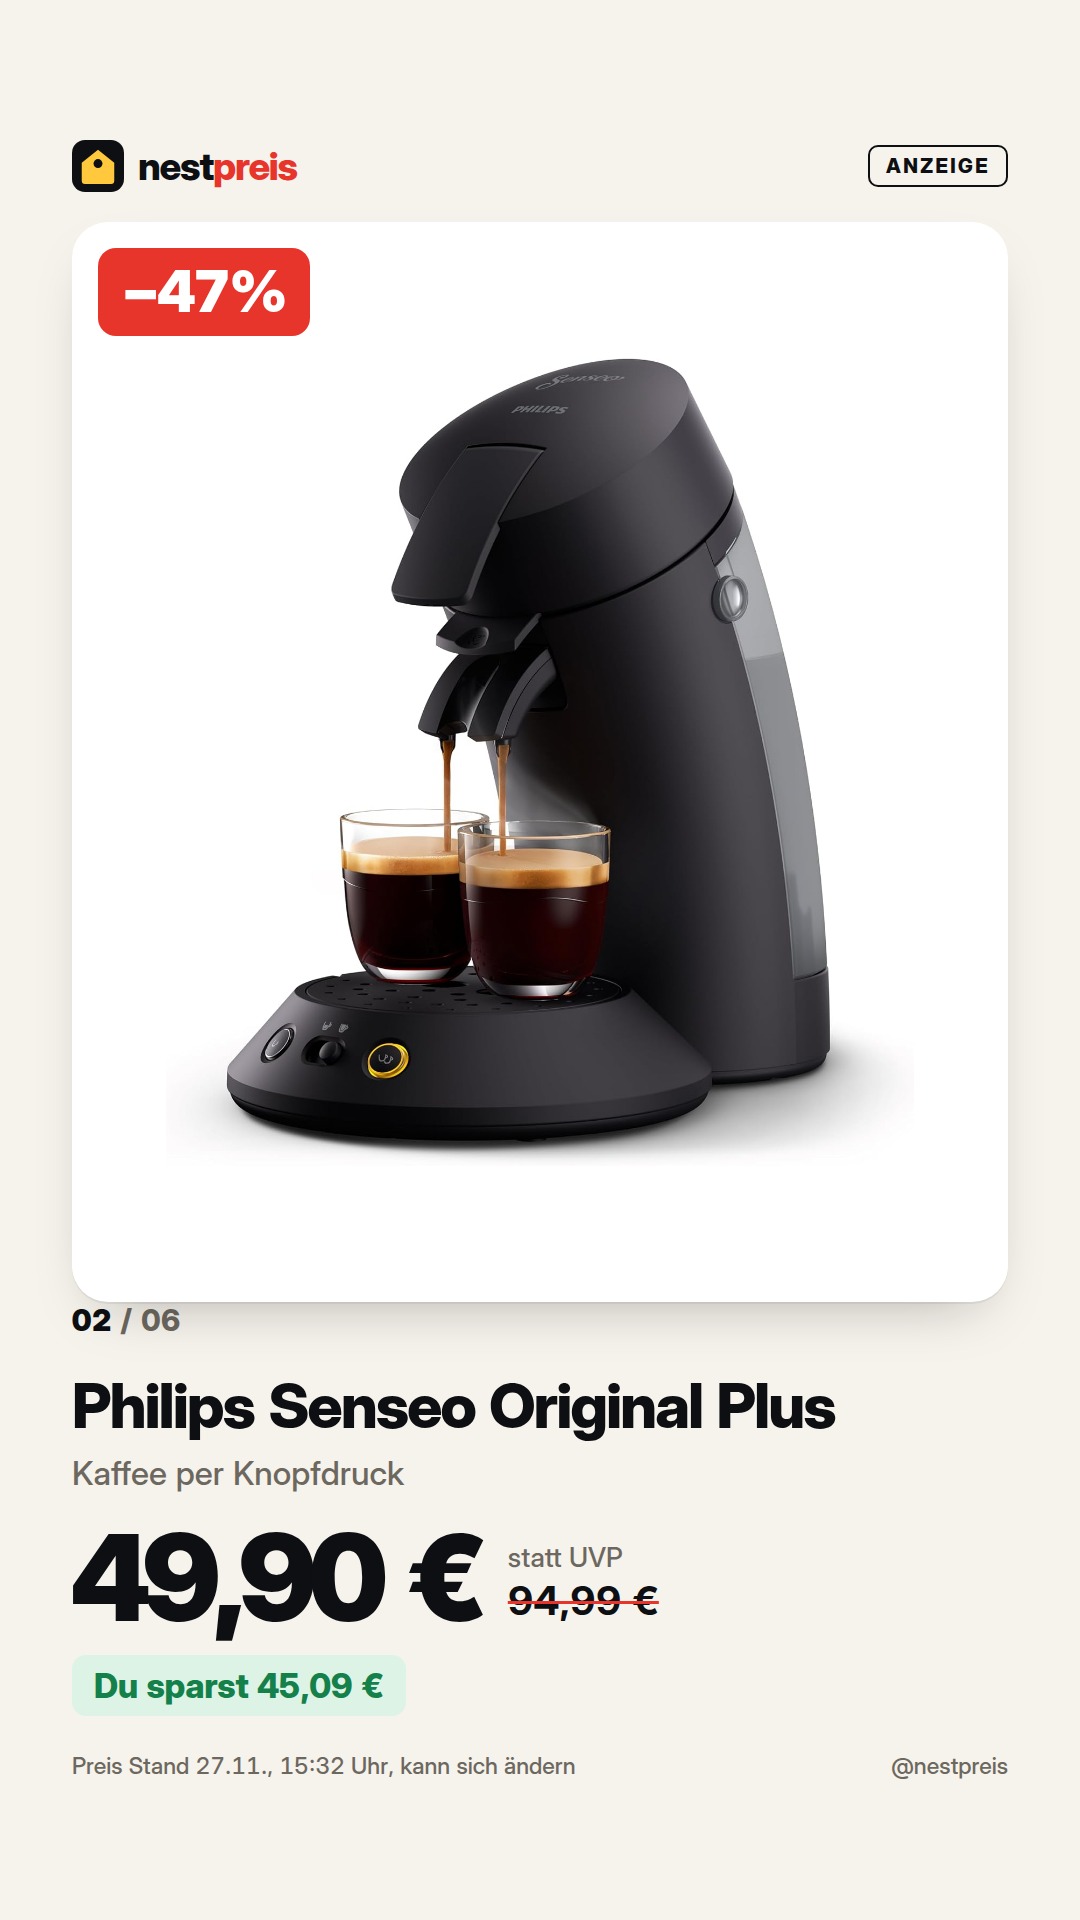 nestpreis
ANZEIGE
–47%
Senseo
PHILIPS
02 / 06
Philips Senseo Original Plus
Kaffee per Knopfdruck
49,90 €
statt UVP
94,99 €
Du sparst 45,09 €
Preis Stand 27.11., 15:32 Uhr, kann sich ändern
@nestpreis